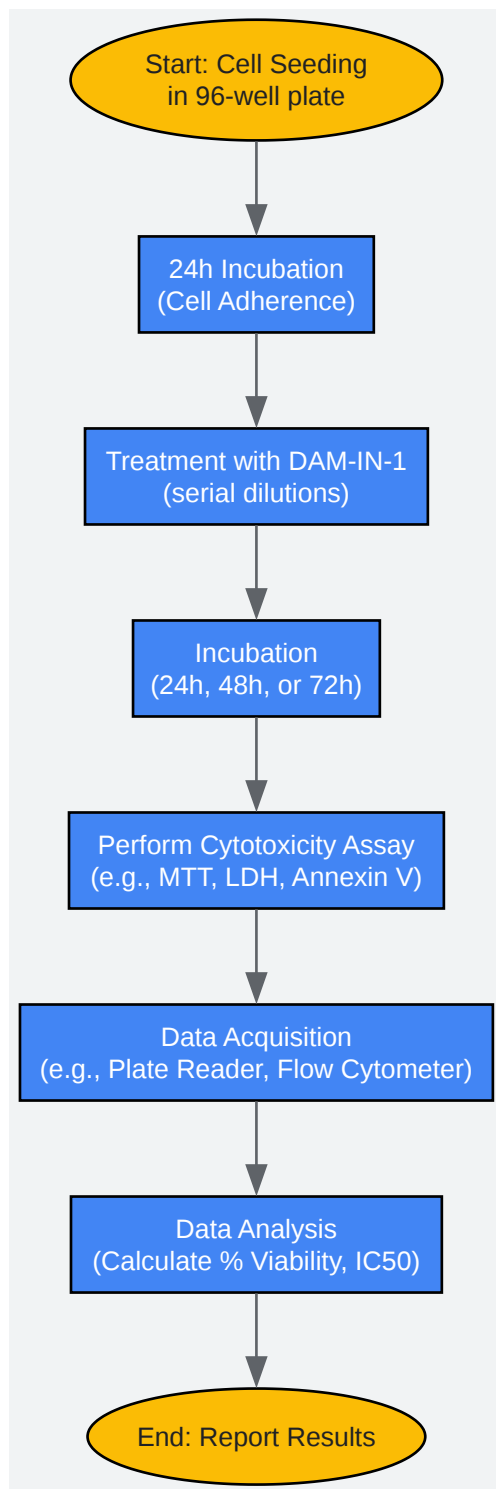 Start: Cell Seeding
in 96-well plate
24h Incubation
(Cell Adherence)
Treatment with DAM-IN-1
(serial dilutions)
Incubation
(24h, 48h, or 72h)
Perform Cytotoxicity Assay
(e.g., MTT, LDH, Annexin V)
Data Acquisition
(e.g., Plate Reader, Flow Cytometer)
Data Analysis
(Calculate % Viability, IC50)
End: Report Results